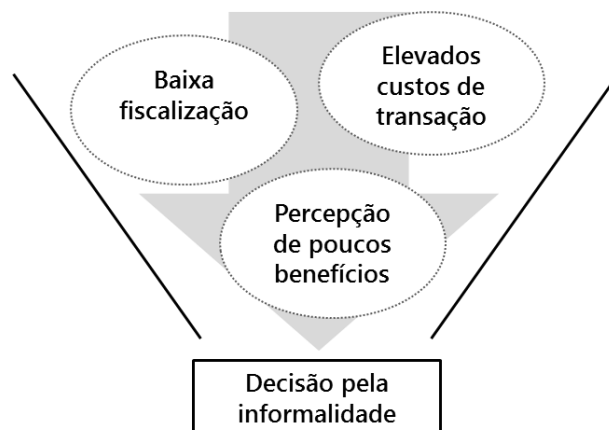 Baixa
fiscalização
Elevados
custos de
transação
Percepção
de poucos
benefícios
Decisão pela
informalidade